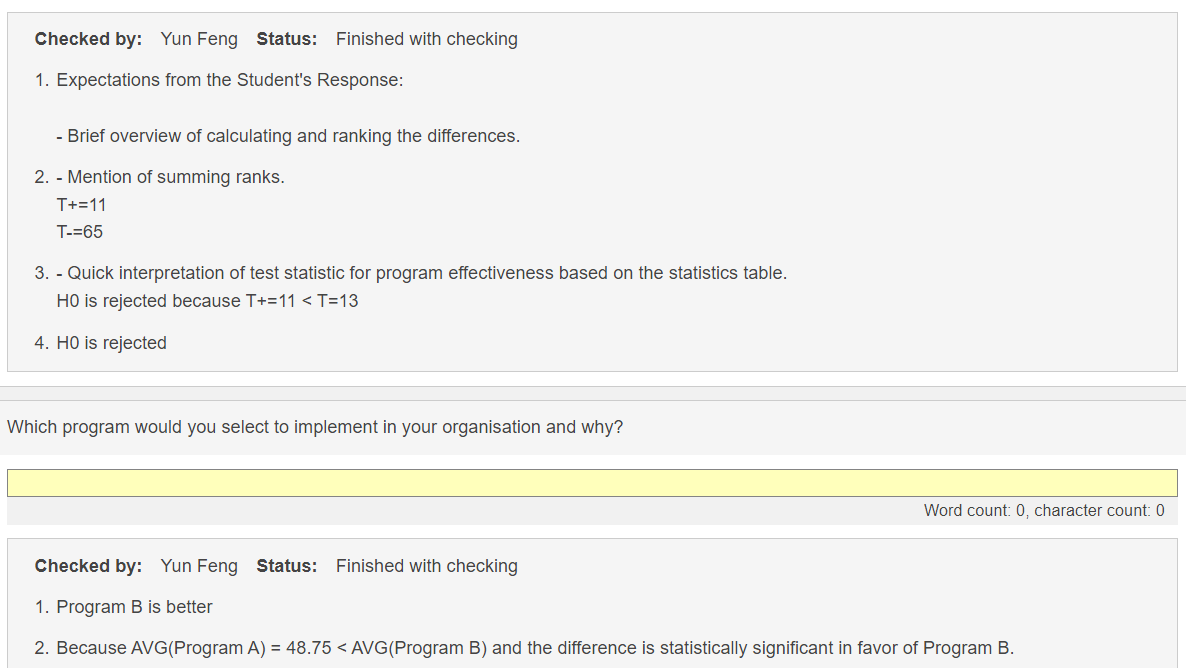 Checked by: Yun Feng Status: Finished with checking
1. Expectations from the Student's Response:
- Brief overview of calculating and ranking the differences.
2. - Mention of summing ranks.
T+=11
T-=65
3. - Quick interpretation of test statistic for program effectiveness based on the statistics table.
H0 is rejected because T+=11 < T=13
4. H0 is rejected
Which program would you select to implement in your organisation and why?
Word count: 0, character count: 0
Checked by: Yun Feng Status: Finished with checking
1. Program B is better
2. Because AVG(Program A) = 48.75 < AVG(Program B) and the difference is statistically significant in favor of Program B.